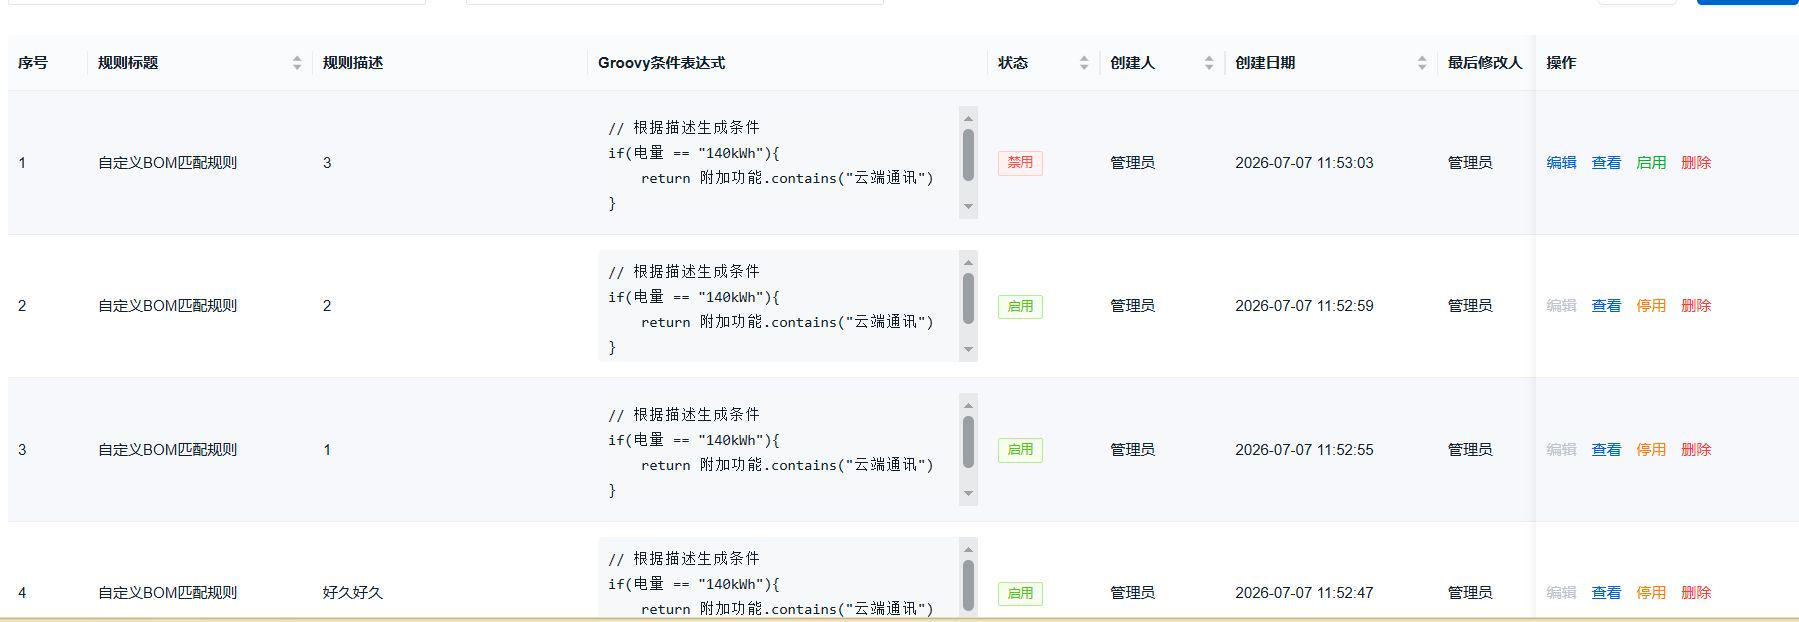 序号 规则标题 规则描述 Groovy条件表达式 状态 创建人 创建日期 最后修改人 操作
1 自定义BOM匹配规则 3
// 根据描述生成条件
if(电量 == "140kWh"){
    return 附加功能.contains("云端通讯")
}
禁用 管理员 2026-07-07 11:53:03 管理员 编辑 查看 启用 删除
2 自定义BOM匹配规则 2
// 根据描述生成条件
if(电量 == "140kWh"){
    return 附加功能.contains("云端通讯")
}
启用 管理员 2026-07-07 11:52:59 管理员 编辑 查看 停用 删除
3 自定义BOM匹配规则 1
// 根据描述生成条件
if(电量 == "140kWh"){
    return 附加功能.contains("云端通讯")
}
启用 管理员 2026-07-07 11:52:55 管理员 编辑 查看 停用 删除
4 自定义BOM匹配规则 好久好久
// 根据描述生成条件
if(电量 == "140kWh"){
    return 附加功能.contains("云端通讯")
启用 管理员 2026-07-07 11:52:47 管理员 编辑 查看 停用 删除